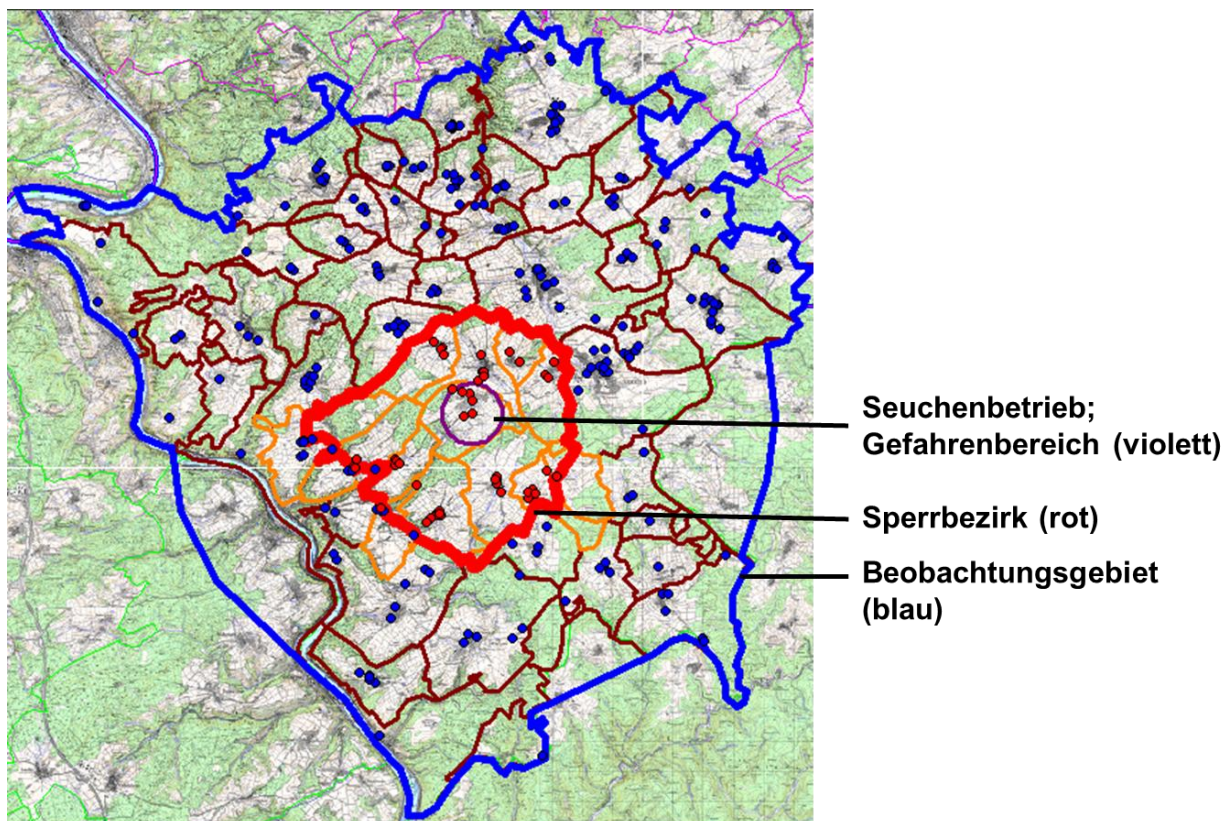 Seuchenbetrieb;
Gefahrenbereich (violett)
Sperrbezirk (rot)
Beobachtungsgebiet
(blau)